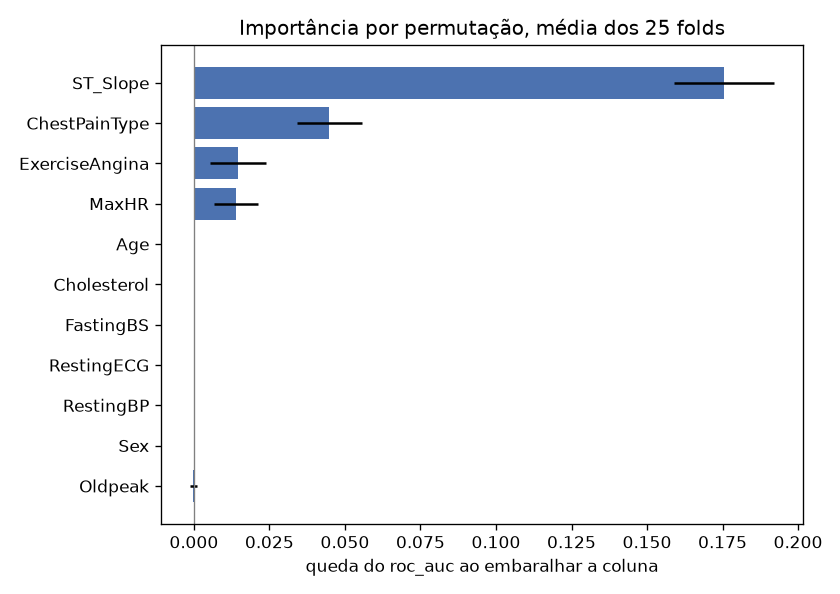 Importância por permutação, média dos 25 folds
ST_Slope
ChestPainType
ExerciseAngina
MaxHR
Age
Cholesterol
FastingBS
RestingECG
RestingBP
Sex
Oldpeak
0.000 0.025 0.050 0.075 0.100 0.125 0.150 0.175 0.200
queda do roc_auc ao embaralhar a coluna